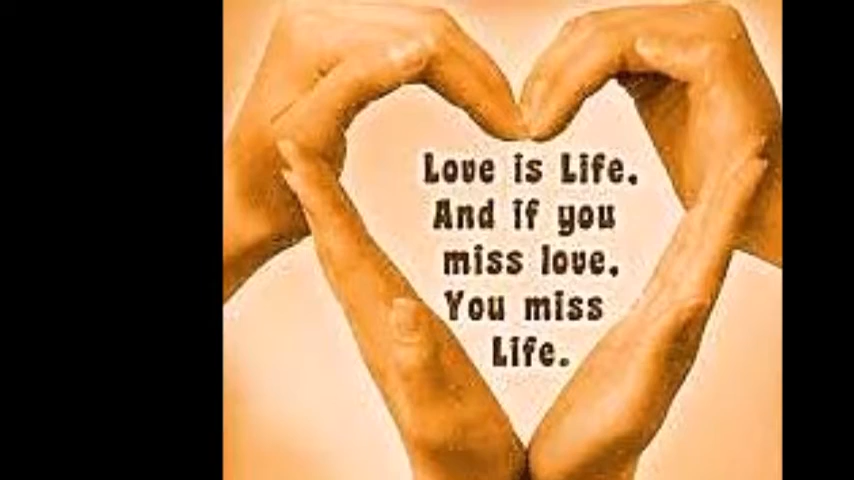 Love is Life.
And if you
miss love.
You miss
Life.